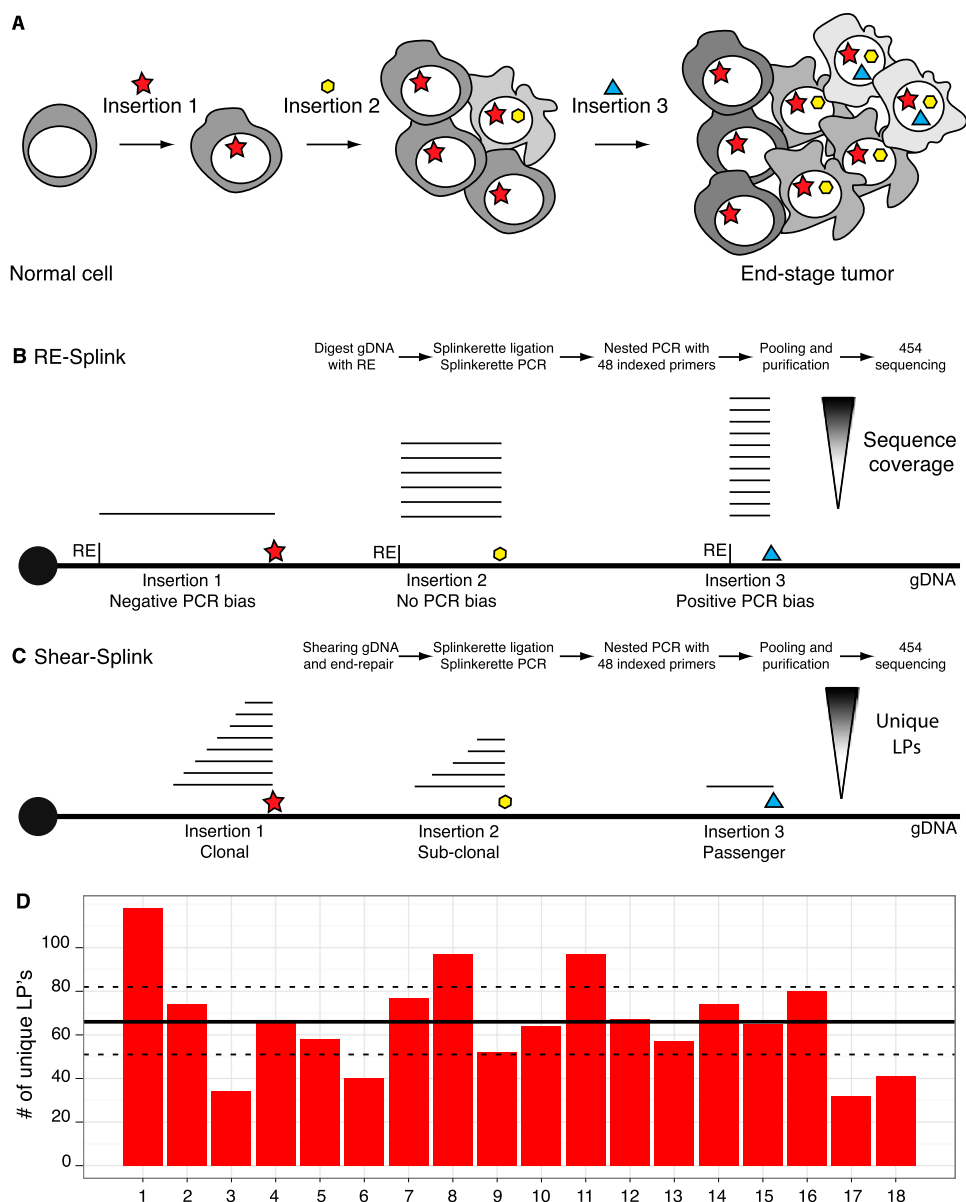 A
Insertion 1
Insertion 2
Insertion 3
Normal cell
End-stage tumor
B RE-Splink
Digest gDNA
with RE
Splinkerette ligation
Splinkerette PCR
Nested PCR with
48 indexed primers
Pooling and
purification
454
sequencing
Sequence
coverage
RE
RE
RE
Insertion 1
Negative PCR bias
Insertion 2
No PCR bias
Insertion 3
Positive PCR bias
gDNA
C Shear-Splink
Shearing gDNA
and end-repair
Splinkerette ligation
Splinkerette PCR
Nested PCR with
48 indexed primers
Pooling and
purification
454
sequencing
Unique
LPs
Insertion 1
Clonal
Insertion 2
Sub-clonal
Insertion 3
Passenger
gDNA
D
# of unique LP's
100
80
60
40
20
0
1 2 3 4 5 6 7 8 9 10 11 12 13 14 15 16 17 18